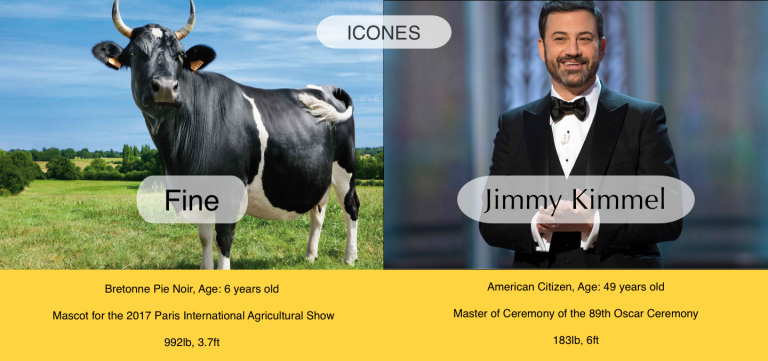 ICONES
Fine
Jimmy Kimmel
Bretonne Pie Noir, Age: 6 years old
Mascot for the 2017 Paris International Agricultural Show
992lb, 3.7ft
American Citizen, Age: 49 years old
Master of Ceremony of the 89th Oscar Ceremony
183lb, 6ft